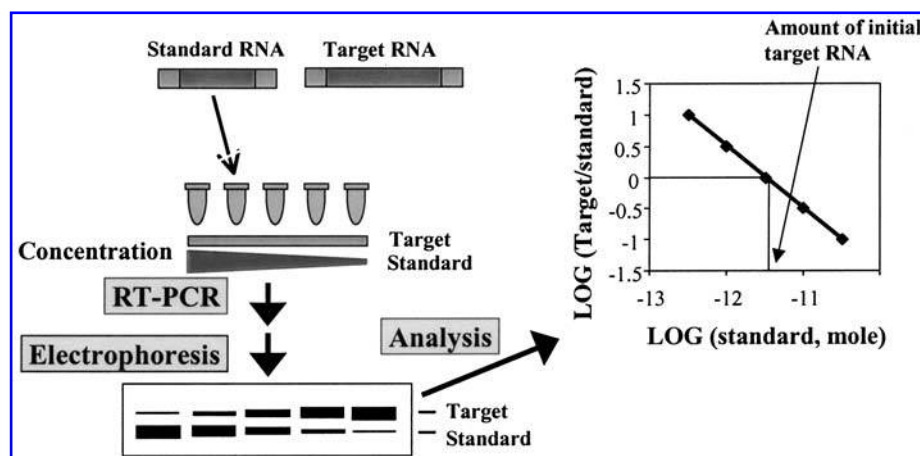 Standard RNA
Target RNA
Concentration
Target
Standard
RT-PCR
Electrophoresis
Analysis
Target
Standard
Amount of initial
target RNA
LOG (Target/standard)
1.5
1
0.5
0
-0.5
-1
-1.5
-13
-12
-11
LOG (standard, mole)